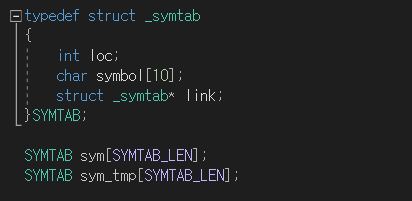 typedef struct _symtab
{
int loc;
char symbol[10];
struct _symtab* link;
}SYMTAB;
SYMTAB sym[SYMTAB_LEN];
SYMTAB sym_tmp[SYMTAB_LEN];